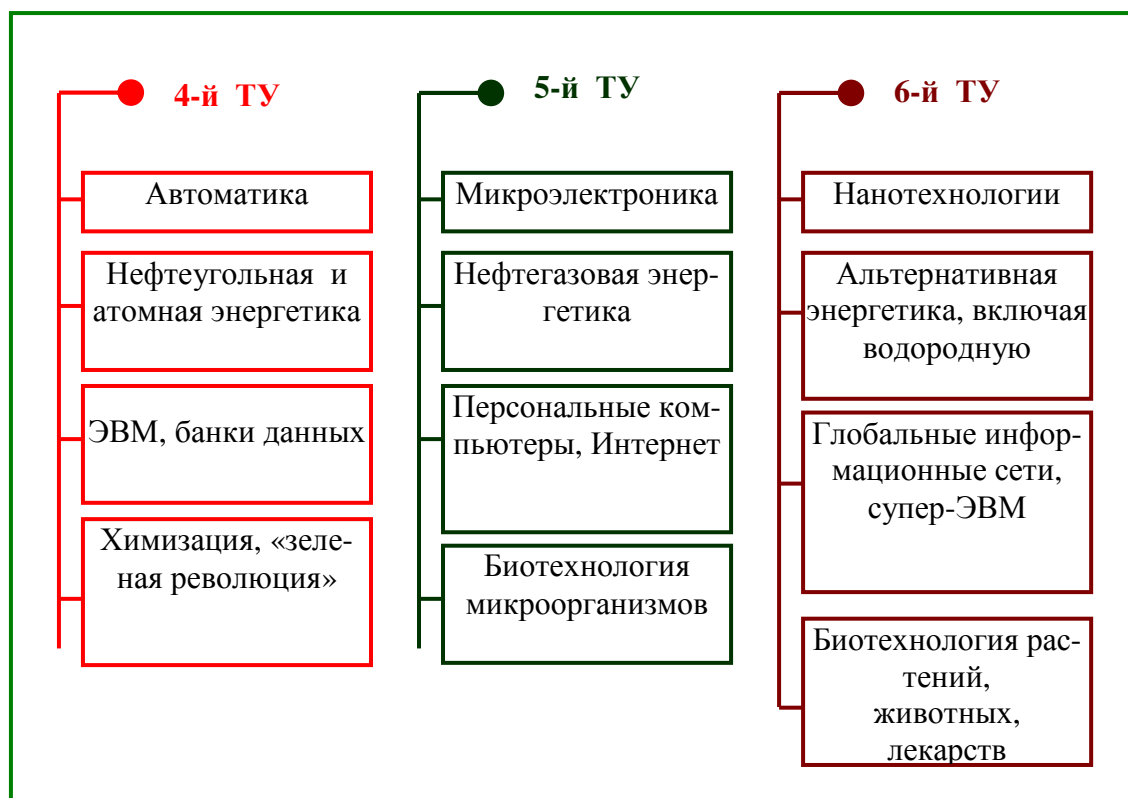 4-й ТУ
Автоматика
Нефтеугольная и
атомная энергетика
ЭВМ, банки данных
Химизация, «зеле-
ная революция»
5-й ТУ
Микроэлектроника
Нефтегазовая энер-
гетика
Персональные ком-
пьютеры, Интернет
Биотехнология
микроорганизмов
6-й ТУ
Нанотехнологии
Альтернативная
энергетика, включая
водородную
Глобальные инфор-
мационные сети,
супер-ЭВМ
Биотехнология рас-
тений,
животных,
лекарств